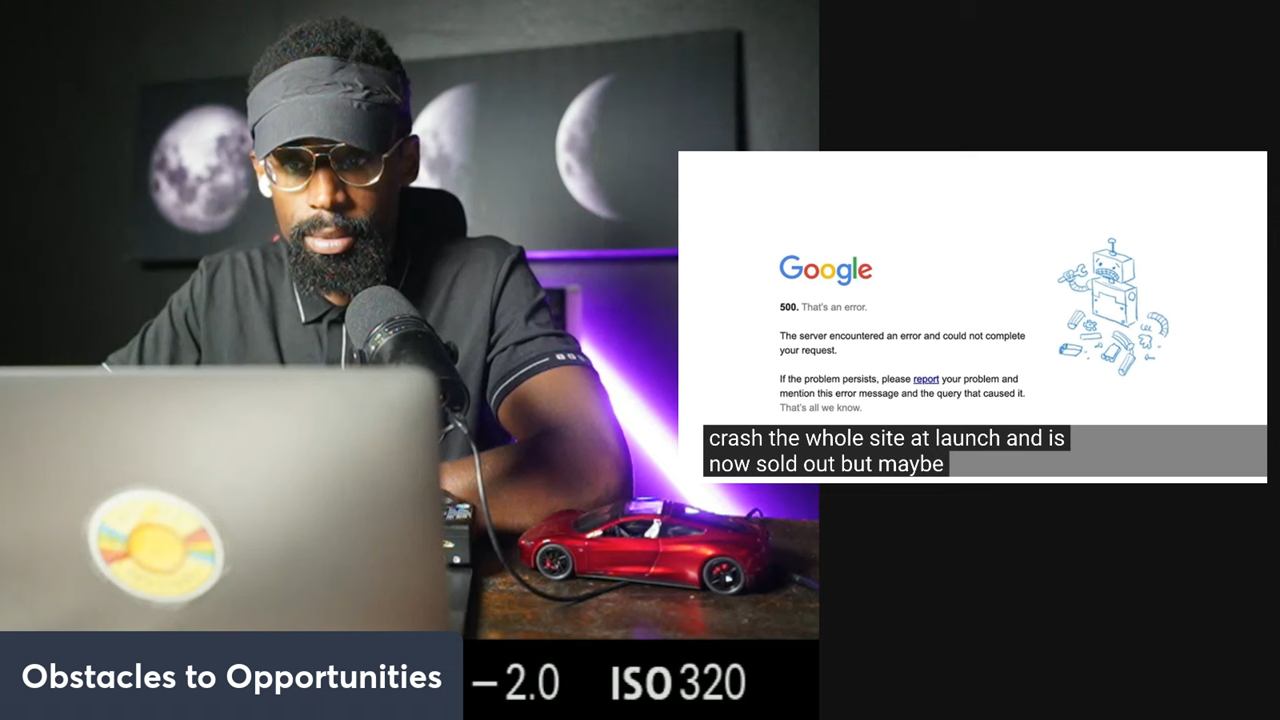 Google
500. That's an error.
The server encountered an error and could not complete
your request.
If the problem persists, please report your problem and
mention this error message and the query that caused it.
That's all we know.
crash the whole site at launch and is
now sold out but maybe
Obstacles to Opportunities
–2.0 ISO 320